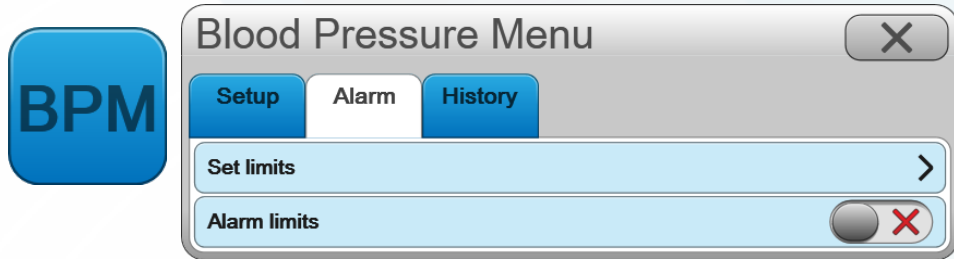 BPM
Blood Pressure Menu
Setup Alarm History
Set limits
Alarm limits